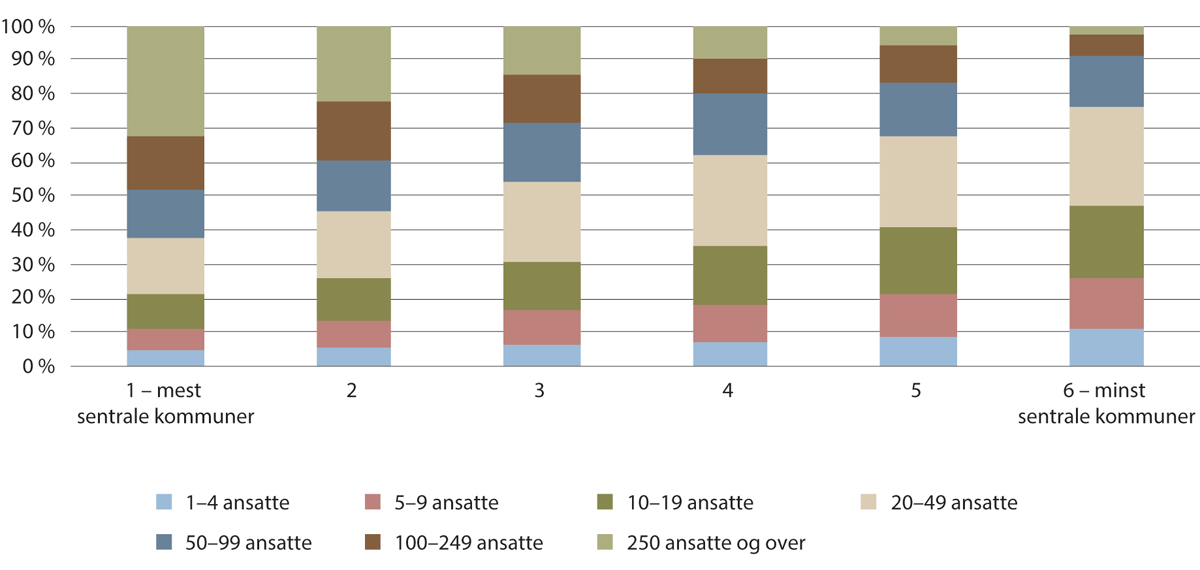 100 %
90 %
80 %
70 %
60 %
50 %
40 %
30 %
20 %
10 %
0 %
1 – mest
sentrale kommuner
2
3
4
5
6 – minst
sentrale kommuner
1–4 ansatte
5–9 ansatte
10–19 ansatte
20–49 ansatte
50–99 ansatte
100–249 ansatte
250 ansatte og over